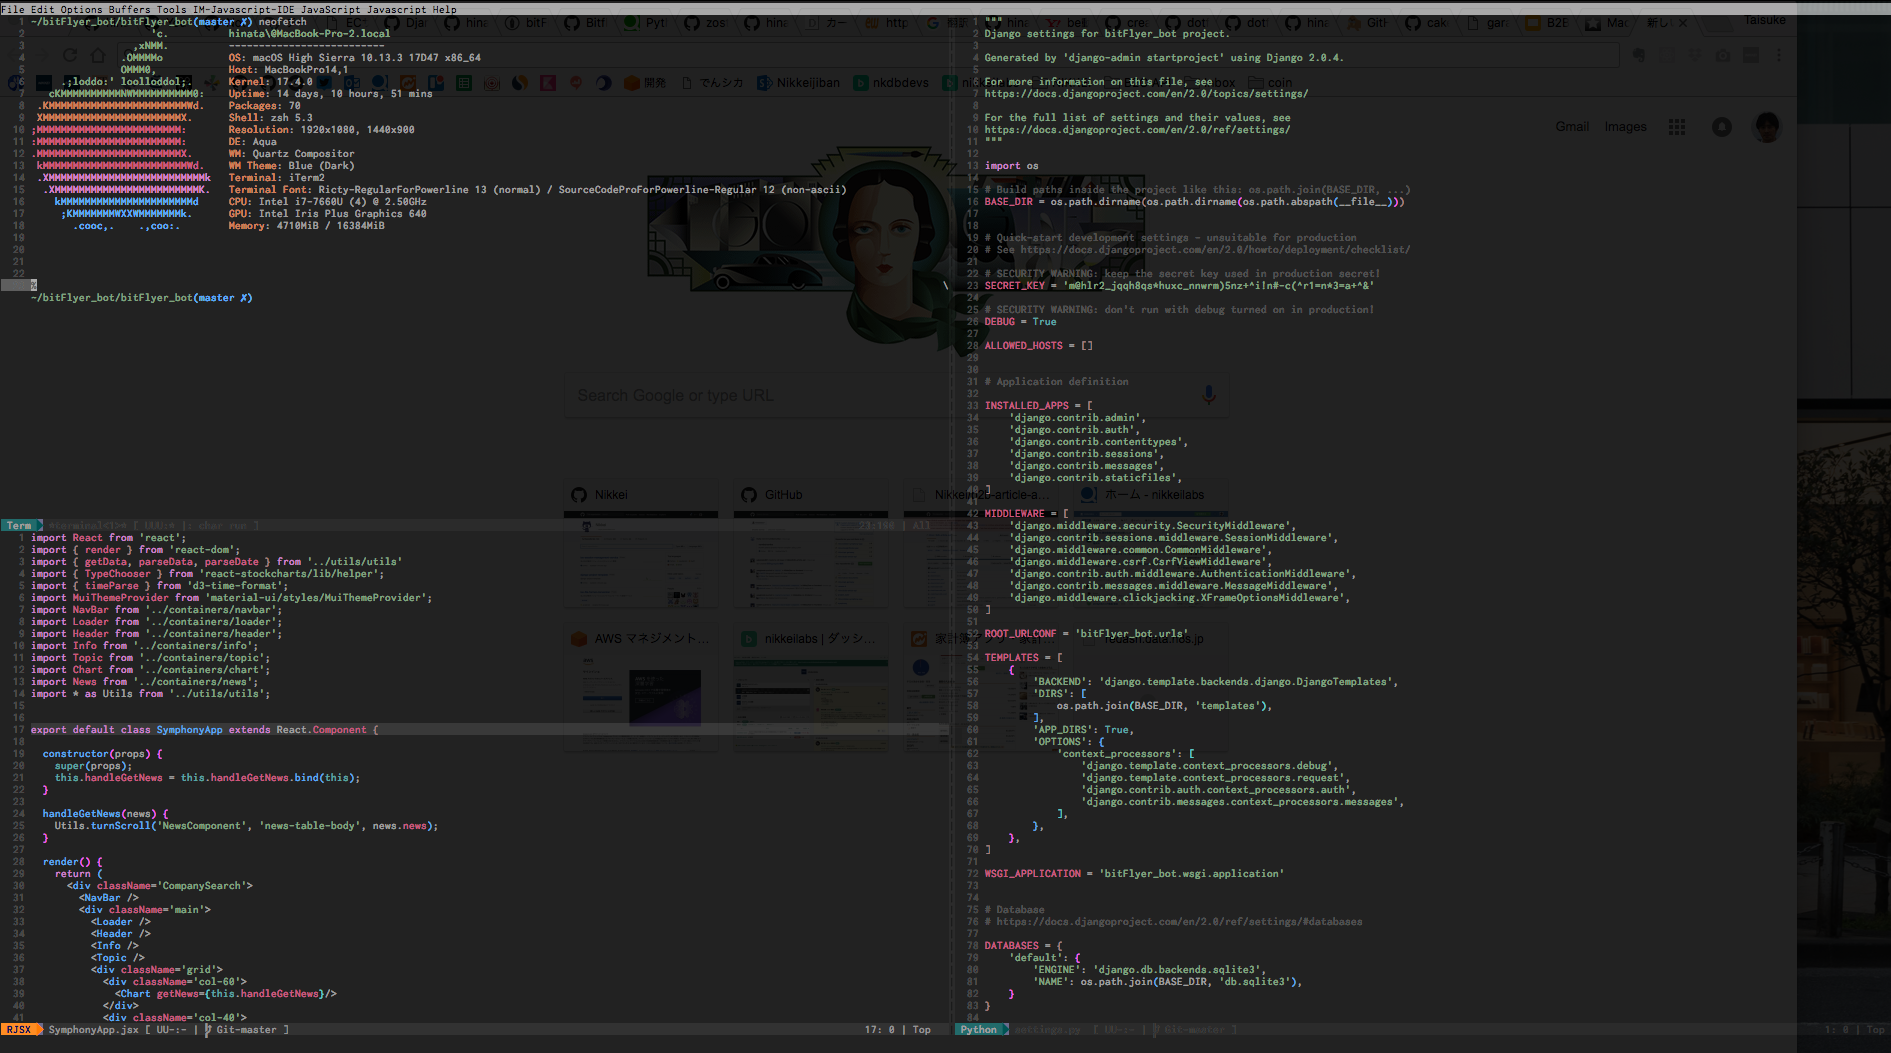 File Edit Options Buffers Tools IM-Javascript-IDE JavaScript Javascript Help
1 ~/bitFlyer_bot/bitFlyer_bot(master ✗) neofetch
2 'c. hinata\@MacBook-Pro-2.local
3 ,xNMM. --------------------------
4 .OMMMMo OS: macOS High Sierra 10.13.3 17D47 x86_64
5 OMMM0, Host: MacBookPro14,1
6 .;loddo:' loolloddol;. Kernel: 17.4.0
7 cKMMMMMMMMMMNWMMMMMMMMMM0: Uptime: 14 days, 10 hours, 51 mins
8 .KMMMMMMMMMMMMMMMMMMMMMMMWd. Packages: 70
9 XMMMMMMMMMMMMMMMMMMMMMMMX. Shell: zsh 5.3
10 ;MMMMMMMMMMMMMMMMMMMMMMMM: Resolution: 1920x1080, 1440x900
11 :MMMMMMMMMMMMMMMMMMMMMMMM: DE: Aqua
12 .MMMMMMMMMMMMMMMMMMMMMMMMX. WM: Quartz Compositor
13 kMMMMMMMMMMMMMMMMMMMMMMMMWd. WM Theme: Blue (Dark)
14 .XMMMMMMMMMMMMMMMMMMMMMMMMMMk Terminal: iTerm2
15 .XMMMMMMMMMMMMMMMMMMMMMMMMK. Terminal Font: Ricty-RegularForPowerline 13 (normal) / SourceCodeProForPowerline-Regular 12 (non-ascii)
16 kMMMMMMMMMMMMMMMMMMMMMMd CPU: Intel i7-7660U (4) @ 2.50GHz
17 ;KMMMMMMMWXXWMMMMMMMk. GPU: Intel Iris Plus Graphics 640
18 .cooc,. .,coo:. Memory: 4710MiB / 16384MiB
19
20
21
22
%
~/bitFlyer_bot/bitFlyer_bot(master ✗)
Term *terminal<1>* [ UUU:* |: char run ] 23:196 | All
1 import React from 'react';
2 import { render } from 'react-dom';
3 import { getData, parseData, parseDate } from '../utils/utils'
4 import { TypeChooser } from 'react-stockcharts/lib/helper';
5 import { timeParse } from 'd3-time-format';
6 import MuiThemeProvider from 'material-ui/styles/MuiThemeProvider';
7 import NavBar from '../containers/navbar';
8 import Loader from '../containers/loader';
9 import Header from '../containers/header';
10 import Info from '../containers/info';
11 import Topic from '../containers/topic';
12 import Chart from '../containers/chart';
13 import News from '../containers/news';
14 import * as Utils from '../utils/utils';
15
16
17 export default class SymphonyApp extends React.Component {
18
19 constructor(props) {
20 super(props);
21 this.handleGetNews = this.handleGetNews.bind(this);
22 }
23
24 handleGetNews(news) {
25 Utils.turnScroll('NewsComponent', 'news-table-body', news.news);
26 }
27
28 render() {
29 return (
30 <div className='CompanySearch'>
31 <NavBar />
32 <div className='main'>
33 <Loader />
34 <Header />
35 <Info />
36 <Topic />
37 <div className='grid'>
38 <div className='col-60'>
39 <Chart getNews={this.handleGetNews}/>
40 </div>
41 <div className='col-40'>
RJSX SymphonyApp.jsx [ UU-:- | Git-master ] 17: 0 | Top
1 """
2 Django settings for bitFlyer_bot project.
3
4 Generated by 'django-admin startproject' using Django 2.0.4.
5
6 For more information on this file, see
7 https://docs.djangoproject.com/en/2.0/topics/settings/
8
9 For the full list of settings and their values, see
10 https://docs.djangoproject.com/en/2.0/ref/settings/
11 """
12
13 import os
14
15 # Build paths inside the project like this: os.path.join(BASE_DIR, ...)
16 BASE_DIR = os.path.dirname(os.path.dirname(os.path.abspath(__file__)))
17
18
19 # Quick-start development settings - unsuitable for production
20 # See https://docs.djangoproject.com/en/2.0/howto/deployment/checklist/
21
22 # SECURITY WARNING: keep the secret key used in production secret!
23 SECRET_KEY = 'm@hlr2_jqqh8qs*huxc_nnwrm)5nz+^i!n#-c(^r1=n*3=a+^&'
24
25 # SECURITY WARNING: don't run with debug turned on in production!
26 DEBUG = True
27
28 ALLOWED_HOSTS = []
29
30
31 # Application definition
32
33 INSTALLED_APPS = [
34 'django.contrib.admin',
35 'django.contrib.auth',
36 'django.contrib.contenttypes',
37 'django.contrib.sessions',
38 'django.contrib.messages',
39 'django.contrib.staticfiles',
40 ]
41
42 MIDDLEWARE = [
43 'django.middleware.security.SecurityMiddleware',
44 'django.contrib.sessions.middleware.SessionMiddleware',
45 'django.middleware.common.CommonMiddleware',
46 'django.middleware.csrf.CsrfViewMiddleware',
47 'django.contrib.auth.middleware.AuthenticationMiddleware',
48 'django.contrib.messages.middleware.MessageMiddleware',
49 'django.middleware.clickjacking.XFrameOptionsMiddleware',
50 ]
51
52 ROOT_URLCONF = 'bitFlyer_bot.urls'
53
54 TEMPLATES = [
55 {
56 'BACKEND': 'django.template.backends.django.DjangoTemplates',
57 'DIRS': [
58 os.path.join(BASE_DIR, 'templates'),
59 ],
60 'APP_DIRS': True,
61 'OPTIONS': {
62 'context_processors': [
63 'django.template.context_processors.debug',
64 'django.template.context_processors.request',
65 'django.contrib.auth.context_processors.auth',
66 'django.contrib.messages.context_processors.messages',
67 ],
68 },
69 },
70 ]
71
72 WSGI_APPLICATION = 'bitFlyer_bot.wsgi.application'
73
74
75 # Database
76 # https://docs.djangoproject.com/en/2.0/ref/settings/#databases
77
78 DATABASES = {
79 'default': {
80 'ENGINE': 'django.db.backends.sqlite3',
81 'NAME': os.path.join(BASE_DIR, 'db.sqlite3'),
82 }
83 }
84
Python settings.py [ UU-:- | Git-master ] 1: 0 | Top
Taisuke
開発 でんシカ Nikkeijiban nkdbdevs coin
Gmail Images
Search Google or type URL
Nikkei GitHub ホーム - nikkeilabs
AWS マネジメント... nikkeilabs | ダッシ...